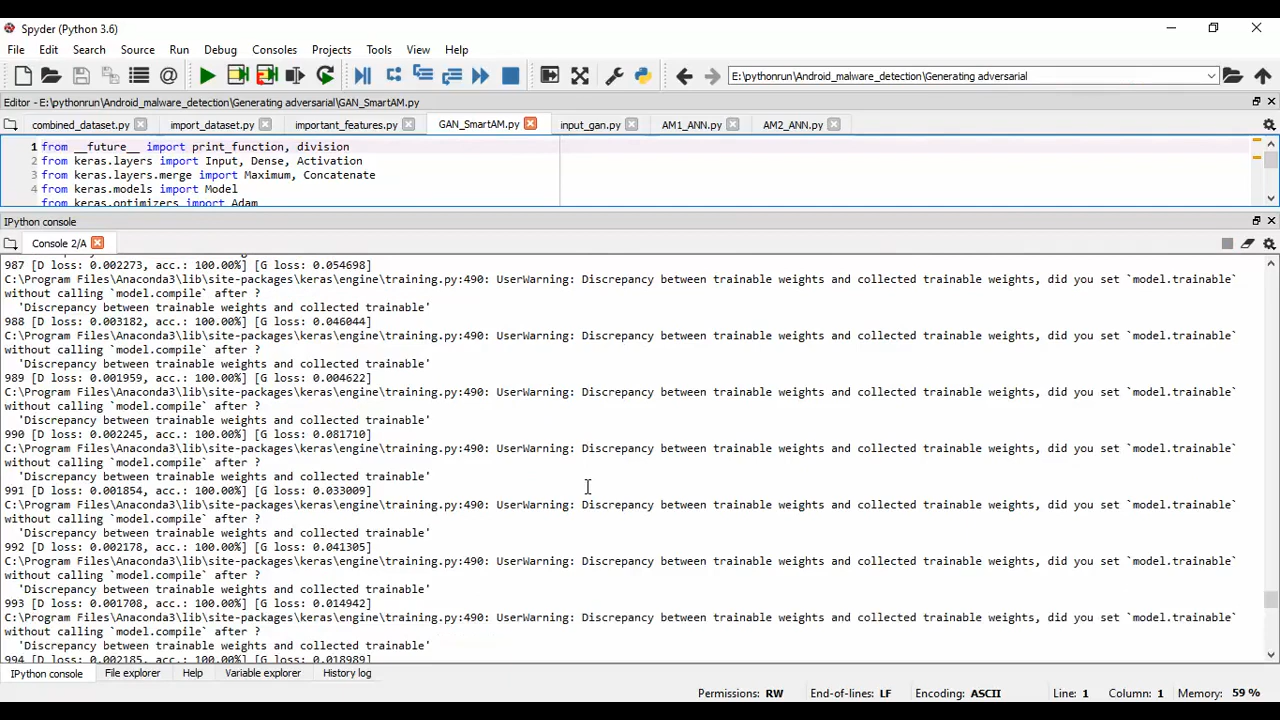 Spyder (Python 3.6)
File Edit Search Source Run Debug Consoles Projects Tools View Help
E:\pythonrun\Android_malware_detection\Generating adversarial
Editor - E:\pythonrun\Android_malware_detection\Generating adversarial\GAN_SmartAM.py
combined_dataset.py import_dataset.py important_features.py GAN_SmartAM.py input_gan.py AM1_ANN.py AM2_ANN.py
1 from __future__ import print_function, division
2 from keras.layers import Input, Dense, Activation
3 from keras.layers.merge import Maximum, Concatenate
4 from keras.models import Model
from keras.optimizers import Adam
IPython console
Console 2/A
987 [D loss: 0.002273, acc.: 100.00%] [G loss: 0.054698]
C:\Program Files\Anaconda3\lib\site-packages\keras\engine\training.py:490: UserWarning: Discrepancy between trainable weights and collected trainable weights, did you set `model.trainable`
without calling `model.compile` after ?
'Discrepancy between trainable weights and collected trainable'
988 [D loss: 0.003182, acc.: 100.00%] [G loss: 0.046044]
C:\Program Files\Anaconda3\lib\site-packages\keras\engine\training.py:490: UserWarning: Discrepancy between trainable weights and collected trainable weights, did you set `model.trainable`
without calling `model.compile` after ?
'Discrepancy between trainable weights and collected trainable'
989 [D loss: 0.001959, acc.: 100.00%] [G loss: 0.004622]
C:\Program Files\Anaconda3\lib\site-packages\keras\engine\training.py:490: UserWarning: Discrepancy between trainable weights and collected trainable weights, did you set `model.trainable`
without calling `model.compile` after ?
'Discrepancy between trainable weights and collected trainable'
990 [D loss: 0.002245, acc.: 100.00%] [G loss: 0.081710]
C:\Program Files\Anaconda3\lib\site-packages\keras\engine\training.py:490: UserWarning: Discrepancy between trainable weights and collected trainable weights, did you set `model.trainable`
without calling `model.compile` after ?
'Discrepancy between trainable weights and collected trainable'
991 [D loss: 0.001854, acc.: 100.00%] [G loss: 0.033009]
C:\Program Files\Anaconda3\lib\site-packages\keras\engine\training.py:490: UserWarning: Discrepancy between trainable weights and collected trainable weights, did you set `model.trainable`
without calling `model.compile` after ?
'Discrepancy between trainable weights and collected trainable'
992 [D loss: 0.002178, acc.: 100.00%] [G loss: 0.041305]
C:\Program Files\Anaconda3\lib\site-packages\keras\engine\training.py:490: UserWarning: Discrepancy between trainable weights and collected trainable weights, did you set `model.trainable`
without calling `model.compile` after ?
'Discrepancy between trainable weights and collected trainable'
993 [D loss: 0.001708, acc.: 100.00%] [G loss: 0.014942]
C:\Program Files\Anaconda3\lib\site-packages\keras\engine\training.py:490: UserWarning: Discrepancy between trainable weights and collected trainable weights, did you set `model.trainable`
without calling `model.compile` after ?
'Discrepancy between trainable weights and collected trainable'
994 [D loss: 0.002185, acc.: 100.00%] [G loss: 0.018989]
IPython console File explorer Help Variable explorer History log
Permissions: RW End-of-lines: LF Encoding: ASCII Line: 1 Column: 1 Memory: 59 %